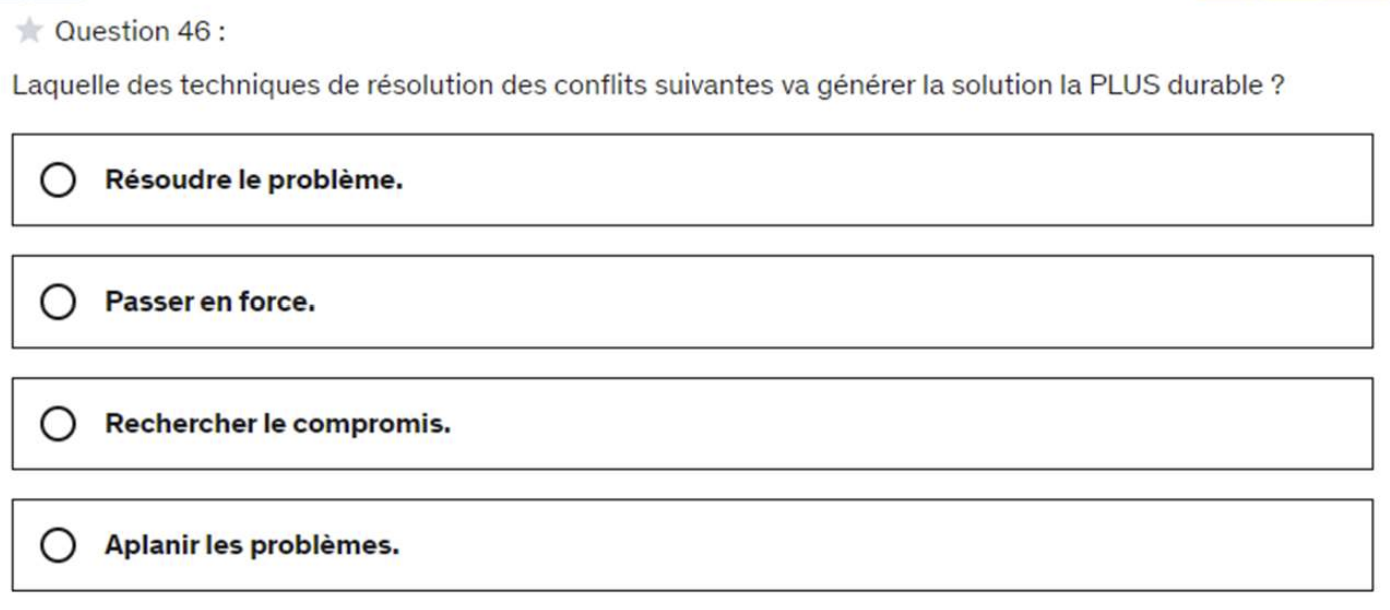 Question 46 :
Laquelle des techniques de résolution des conflits suivantes va générer la solution la PLUS durable ?
Résoudre le problème.
Passer en force.
Rechercher le compromis.
Aplanir les problèmes.